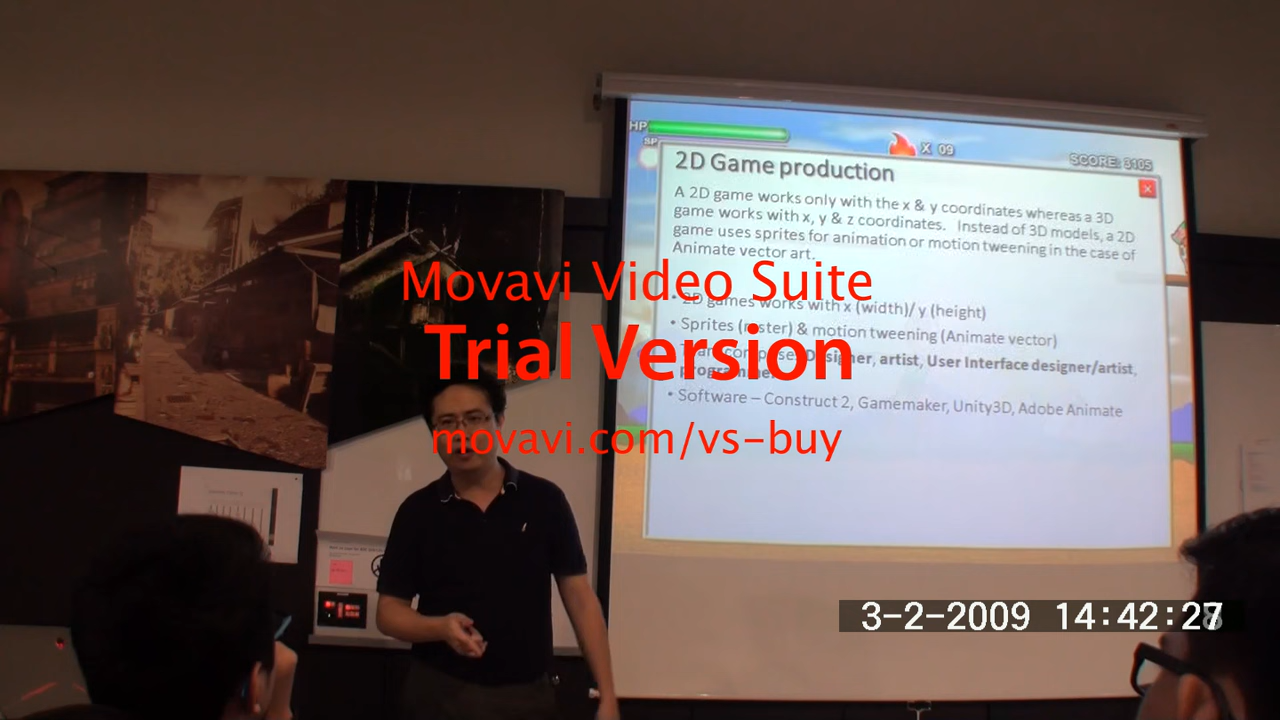 HP
SP
X 09
SCORE: 3105
2D Game production
A 2D game works only with the x & y coordinates whereas a 3D
game works with x, y & z coordinates. Instead of 3D models, a 2D
game uses sprites for animation or motion tweening in the case of
Animate vector art.
• 2D games works with x (width)/ y (height)
• Sprites (raster) & motion tweening (Animate vector)
Designer, artist, User Interface designer/artist,
programmer
• Software – Construct 2, Gamemaker, Unity3D, Adobe Animate
Movavi Video Suite
Trial Version
movavi.com/vs-buy
3-2-2009 14:42:27